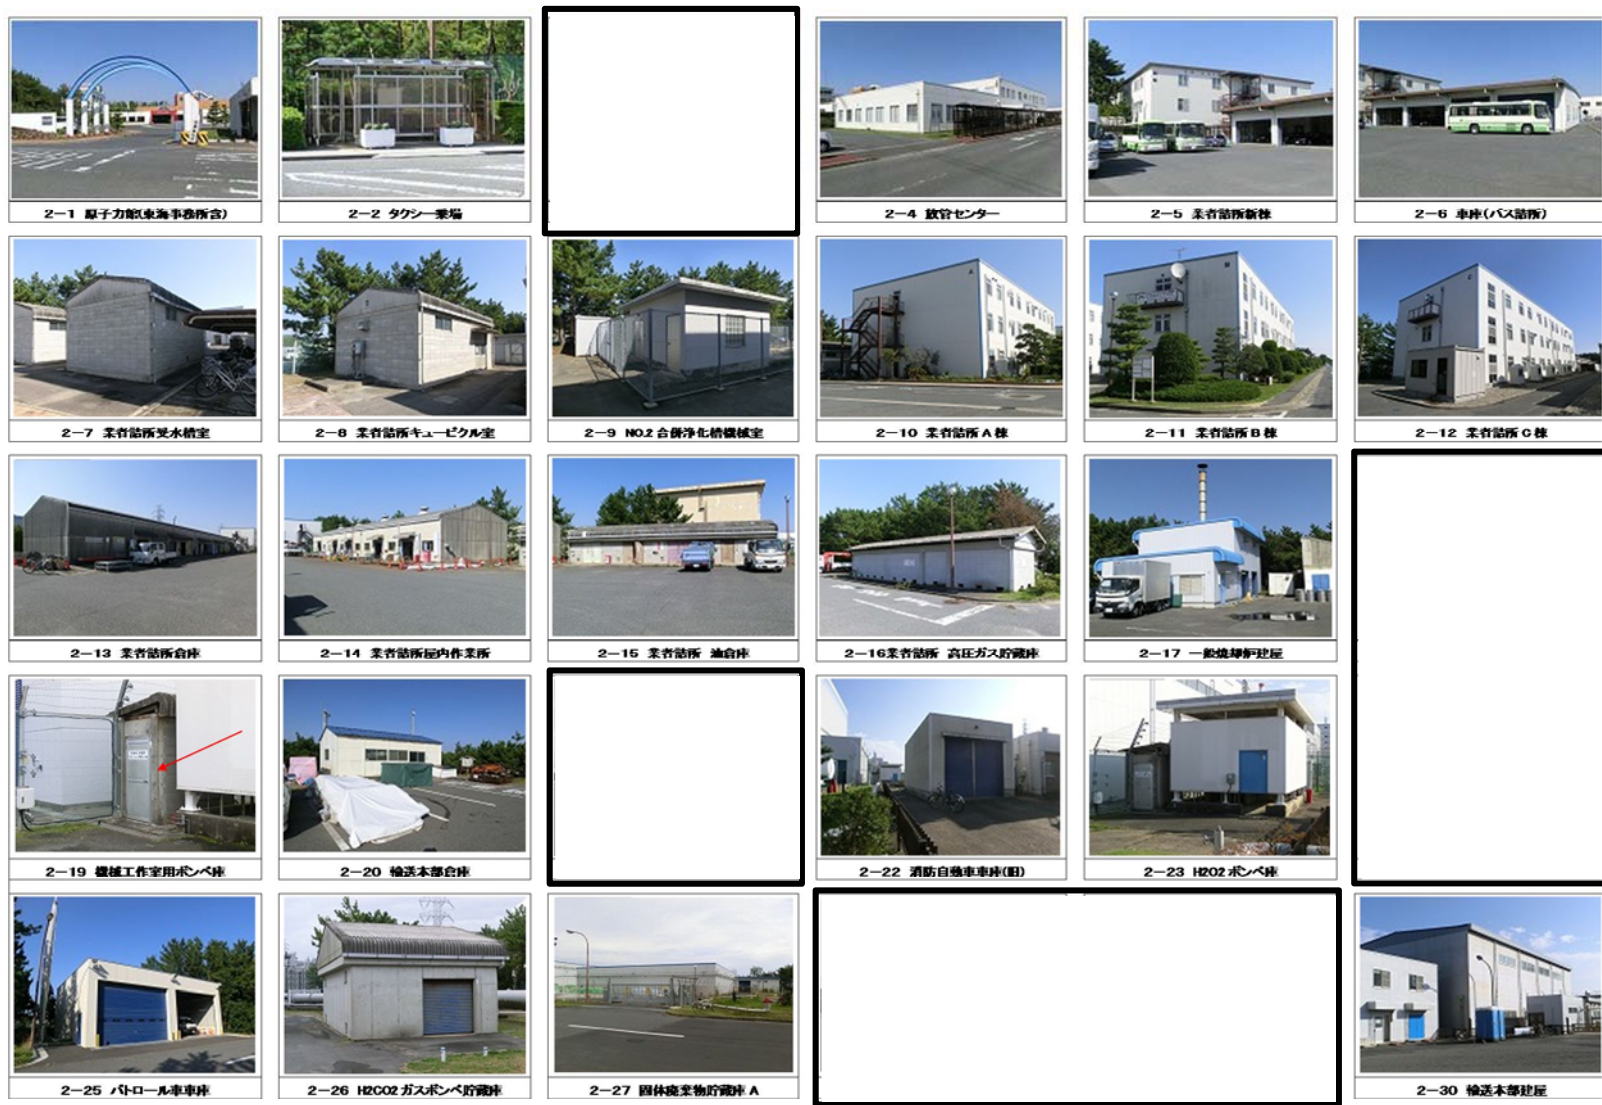 2－1 原子力館(東海事務所含)
2－2 タクシー乗場
2－4 放管センター
2－5 業者詰所新棟
2－6 車庫(バス詰所)
2－7 業者詰所受水槽室
2－8 業者詰所キュービクル室
2－9 NO.2 合併浄化槽機械室
2－10 業者詰所A棟
2－11 業者詰所B棟
2－12 業者詰所C棟
2－13 業者詰所倉庫
2－14 業者詰所屋内作業所
2－15 業者詰所 油倉庫
2－16業者詰所 高圧ガス貯蔵庫
2－17 一般焼却炉建屋
2－19 機械工作室用ボンベ庫
2－20 輸送本部倉庫
2－22 消防自動車車庫(旧)
2－23 H2O2ボンベ庫
2－25 パトロール車車庫
2－26 H2CO2ガスボンベ貯蔵庫
2－27 固体廃棄物貯蔵庫A
2－30 輸送本部建屋